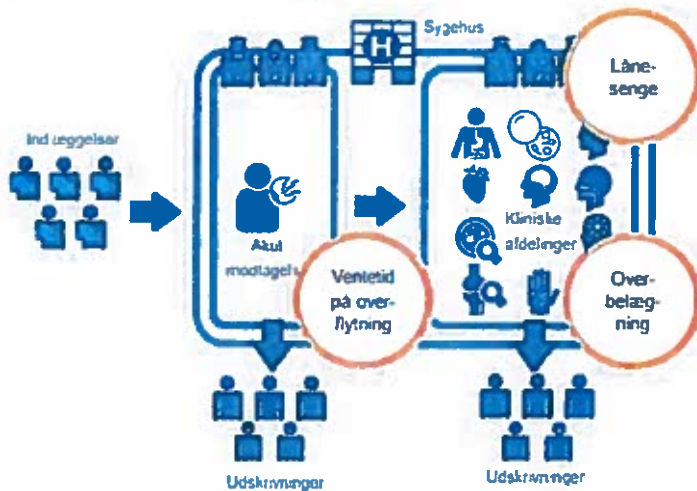 Sygehus
H
Låne-
senge
Indlæggelser
Kliniske
afdelinger
Akut
modtagelse
Ventetid
på over-
flytning
Over-
belæg-
ning
Udskrivninger
Udskrivninger